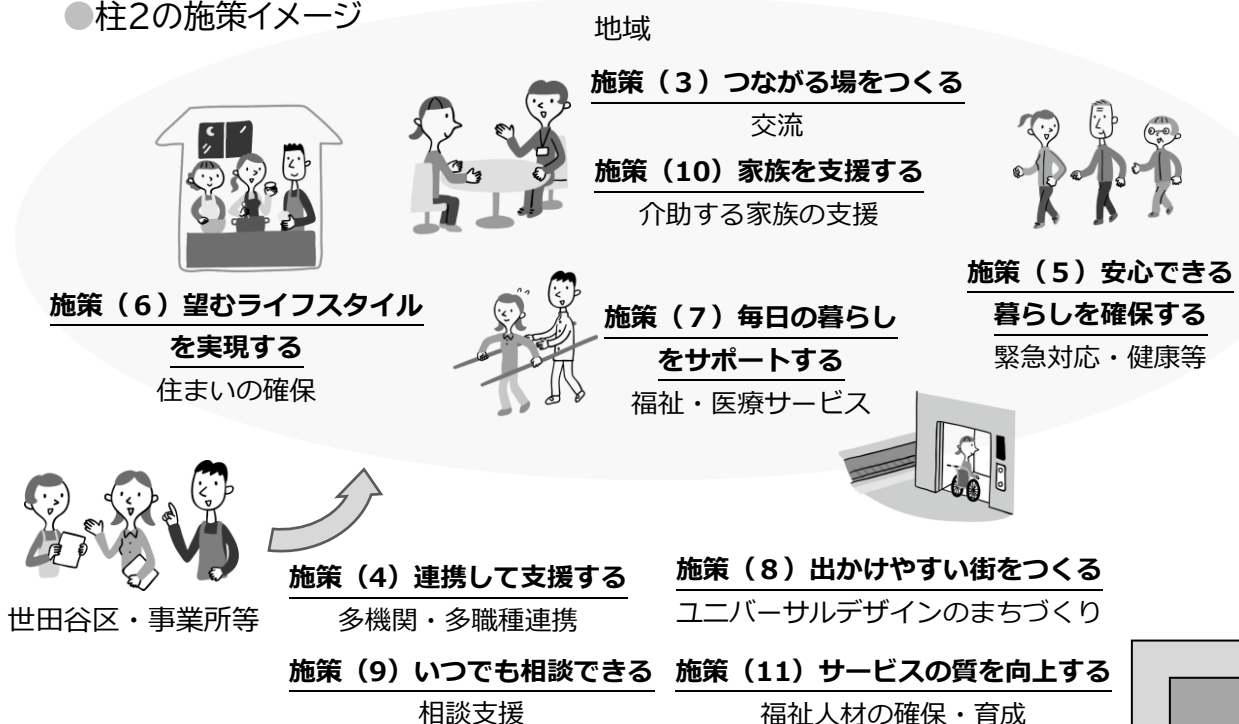 ●柱２の施策イメージ
地域
施策（３）つながる場をつくる
交流
施策（10）家族を支援する
介助する家族の支援
施策（５）安心できる
暮らしを確保する
緊急対応・健康等
施策（６）望むライフスタイル
を実現する
住まいの確保
施策（７）毎日の暮らし
をサポートする
福祉・医療サービス
世田谷区・事業所等
施策（４）連携して支援する
多機関・多職種連携
施策（８）出かけやすい街をつくる
ユニバーサルデザインのまちづくり
施策（９）いつでも相談できる
相談支援
施策（11）サービスの質を向上する
福祉人材の確保・育成